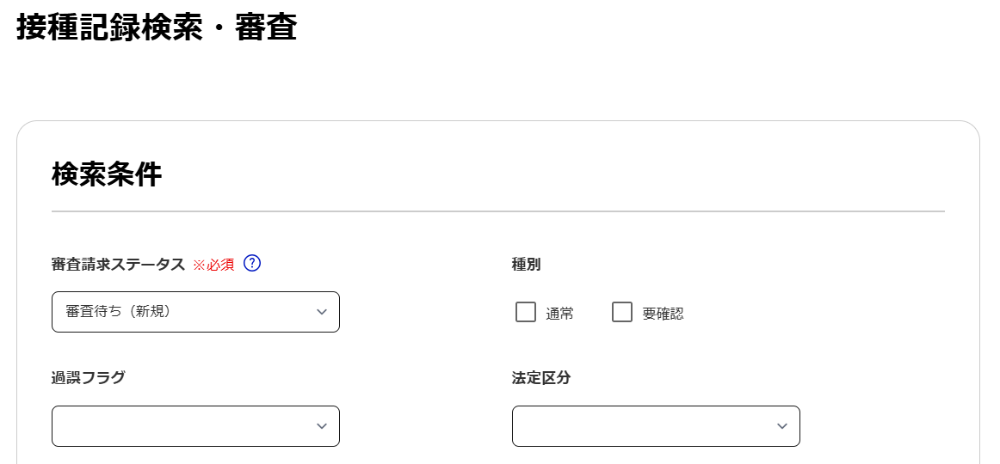 接種記録検索・審査
検索条件
審査請求ステータス ※必須 ?
種別
審査待ち（新規）
通常 要確認
過誤フラグ
法定区分